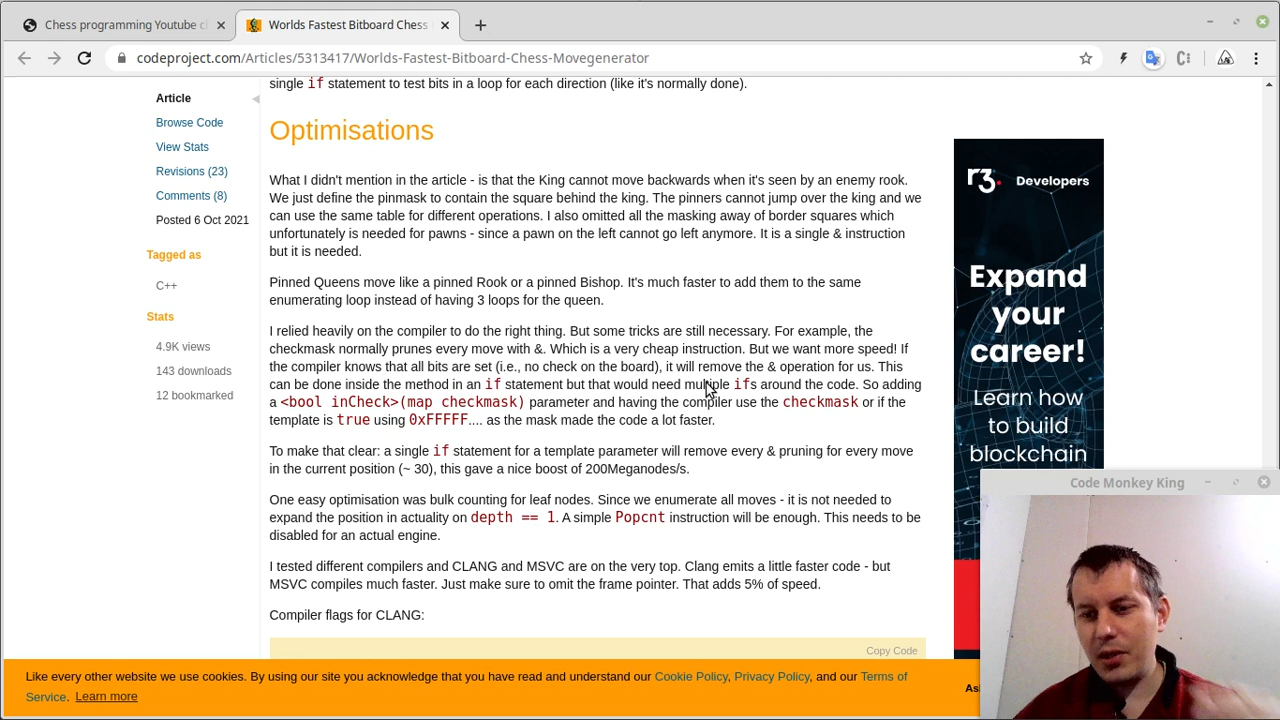 Chess programming Youtube c
Worlds Fastest Bitboard Chess
codeproject.com/Articles/5313417/Worlds-Fastest-Bitboard-Chess-Movegenerator
Article
Browse Code
View Stats
Revisions (23)
Comments (8)
Posted 6 Oct 2021
Tagged as
C++
Stats
4.9K views
143 downloads
12 bookmarked
single if statement to test bits in a loop for each direction (like it's normally done).
Optimisations
What I didn't mention in the article - is that the King cannot move backwards when it's seen by an enemy rook.
We just define the pinmask to contain the square behind the king. The pinners cannot jump over the king and we
can use the same table for different operations. I also omitted all the masking away of border squares which
unfortunately is needed for pawns - since a pawn on the left cannot go left anymore. It is a single & instruction
but it is needed.
Pinned Queens move like a pinned Rook or a pinned Bishop. It's much faster to add them to the same
enumerating loop instead of having 3 loops for the queen.
I relied heavily on the compiler to do the right thing. But some tricks are still necessary. For example, the
checkmask normally prunes every move with &. Which is a very cheap instruction. But we want more speed! If
the compiler knows that all bits are set (i.e., no check on the board), it will remove the & operation for us. This
can be done inside the method in an if statement but that would need multiple ifs around the code. So adding
a <bool inCheck>(map checkmask) parameter and having the compiler use the checkmask or if the
template is true using 0xFFFFF.... as the mask made the code a lot faster.
To make that clear: a single if statement for a template parameter will remove every & pruning for every move
in the current position (~ 30), this gave a nice boost of 200Meganodes/s.
One easy optimisation was bulk counting for leaf nodes. Since we enumerate all moves - it is not needed to
expand the position in actuality on depth == 1. A simple Popcnt instruction will be enough. This needs to be
disabled for an actual engine.
I tested different compilers and CLANG and MSVC are on the very top. Clang emits a little faster code - but
MSVC compiles much faster. Just make sure to omit the frame pointer. That adds 5% of speed.
Compiler flags for CLANG:
Copy Code
r3. Developers
Expand
your
career!
Learn how
to build
blockchain
Code Monkey King
Like every other website we use cookies. By using our site you acknowledge that you have read and understand our Cookie Policy, Privacy Policy, and our Terms of
Service. Learn more